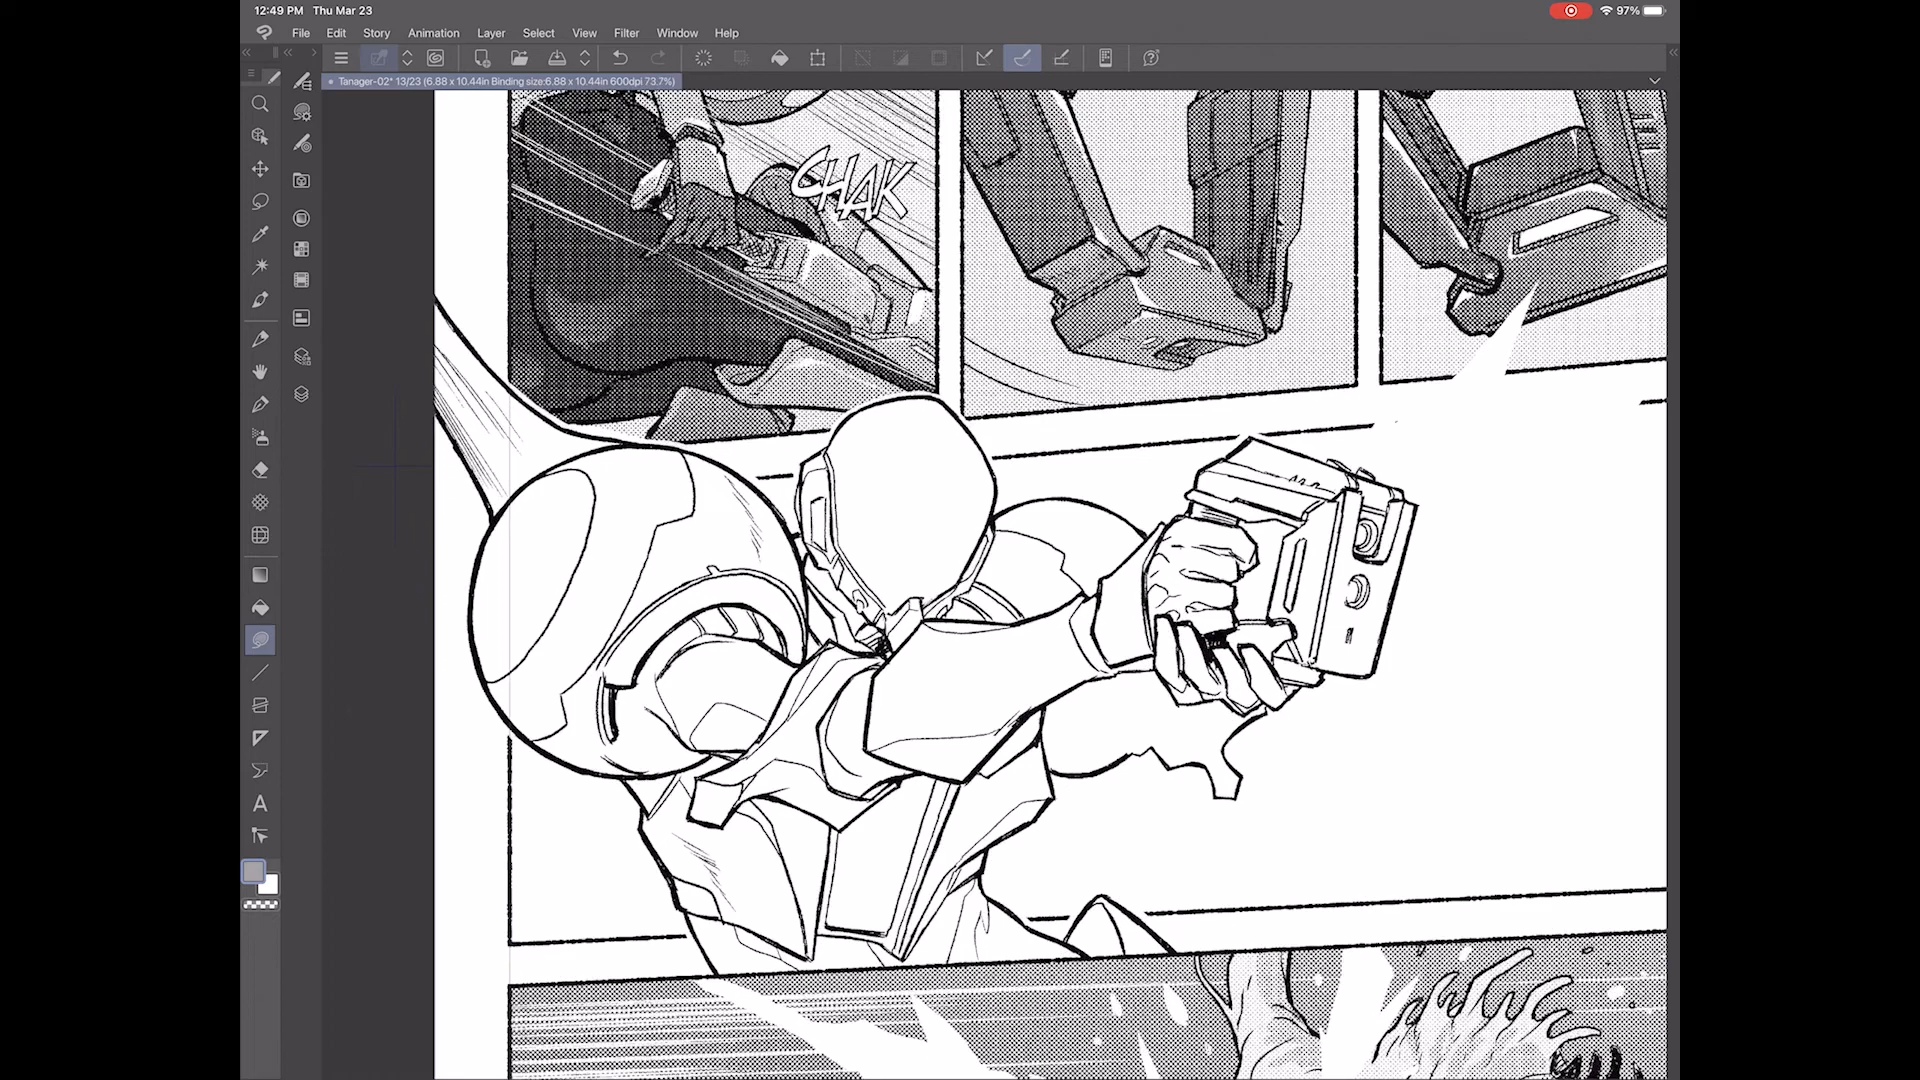 12:49 PM Thu Mar 23
97%
File Edit Story Animation Layer Select View Filter Window Help
Tanager-02* 13/23 (6.88 x 10.44in Binding size:6.88 x 10.44in 600dpi 73.7%)
CHAK
A